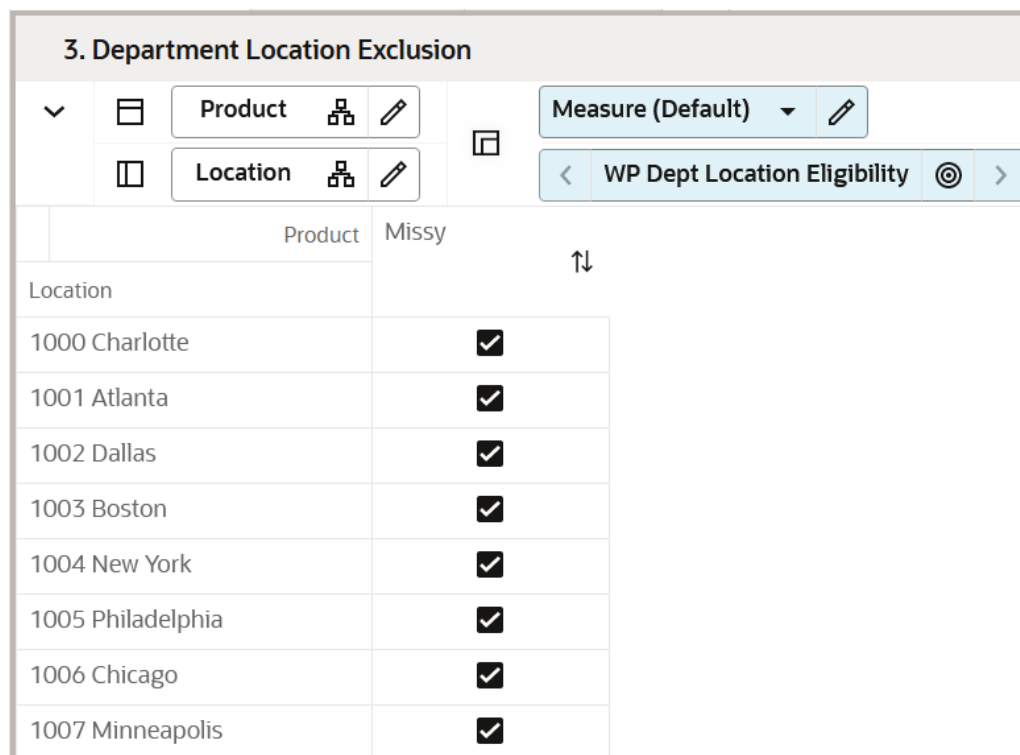 3. Department Location Exclusion
Product
Measure (Default)
Location
WP Dept Location Eligibility
Product
Missy
Location
1000 Charlotte
1001 Atlanta
1002 Dallas
1003 Boston
1004 New York
1005 Philadelphia
1006 Chicago
1007 Minneapolis